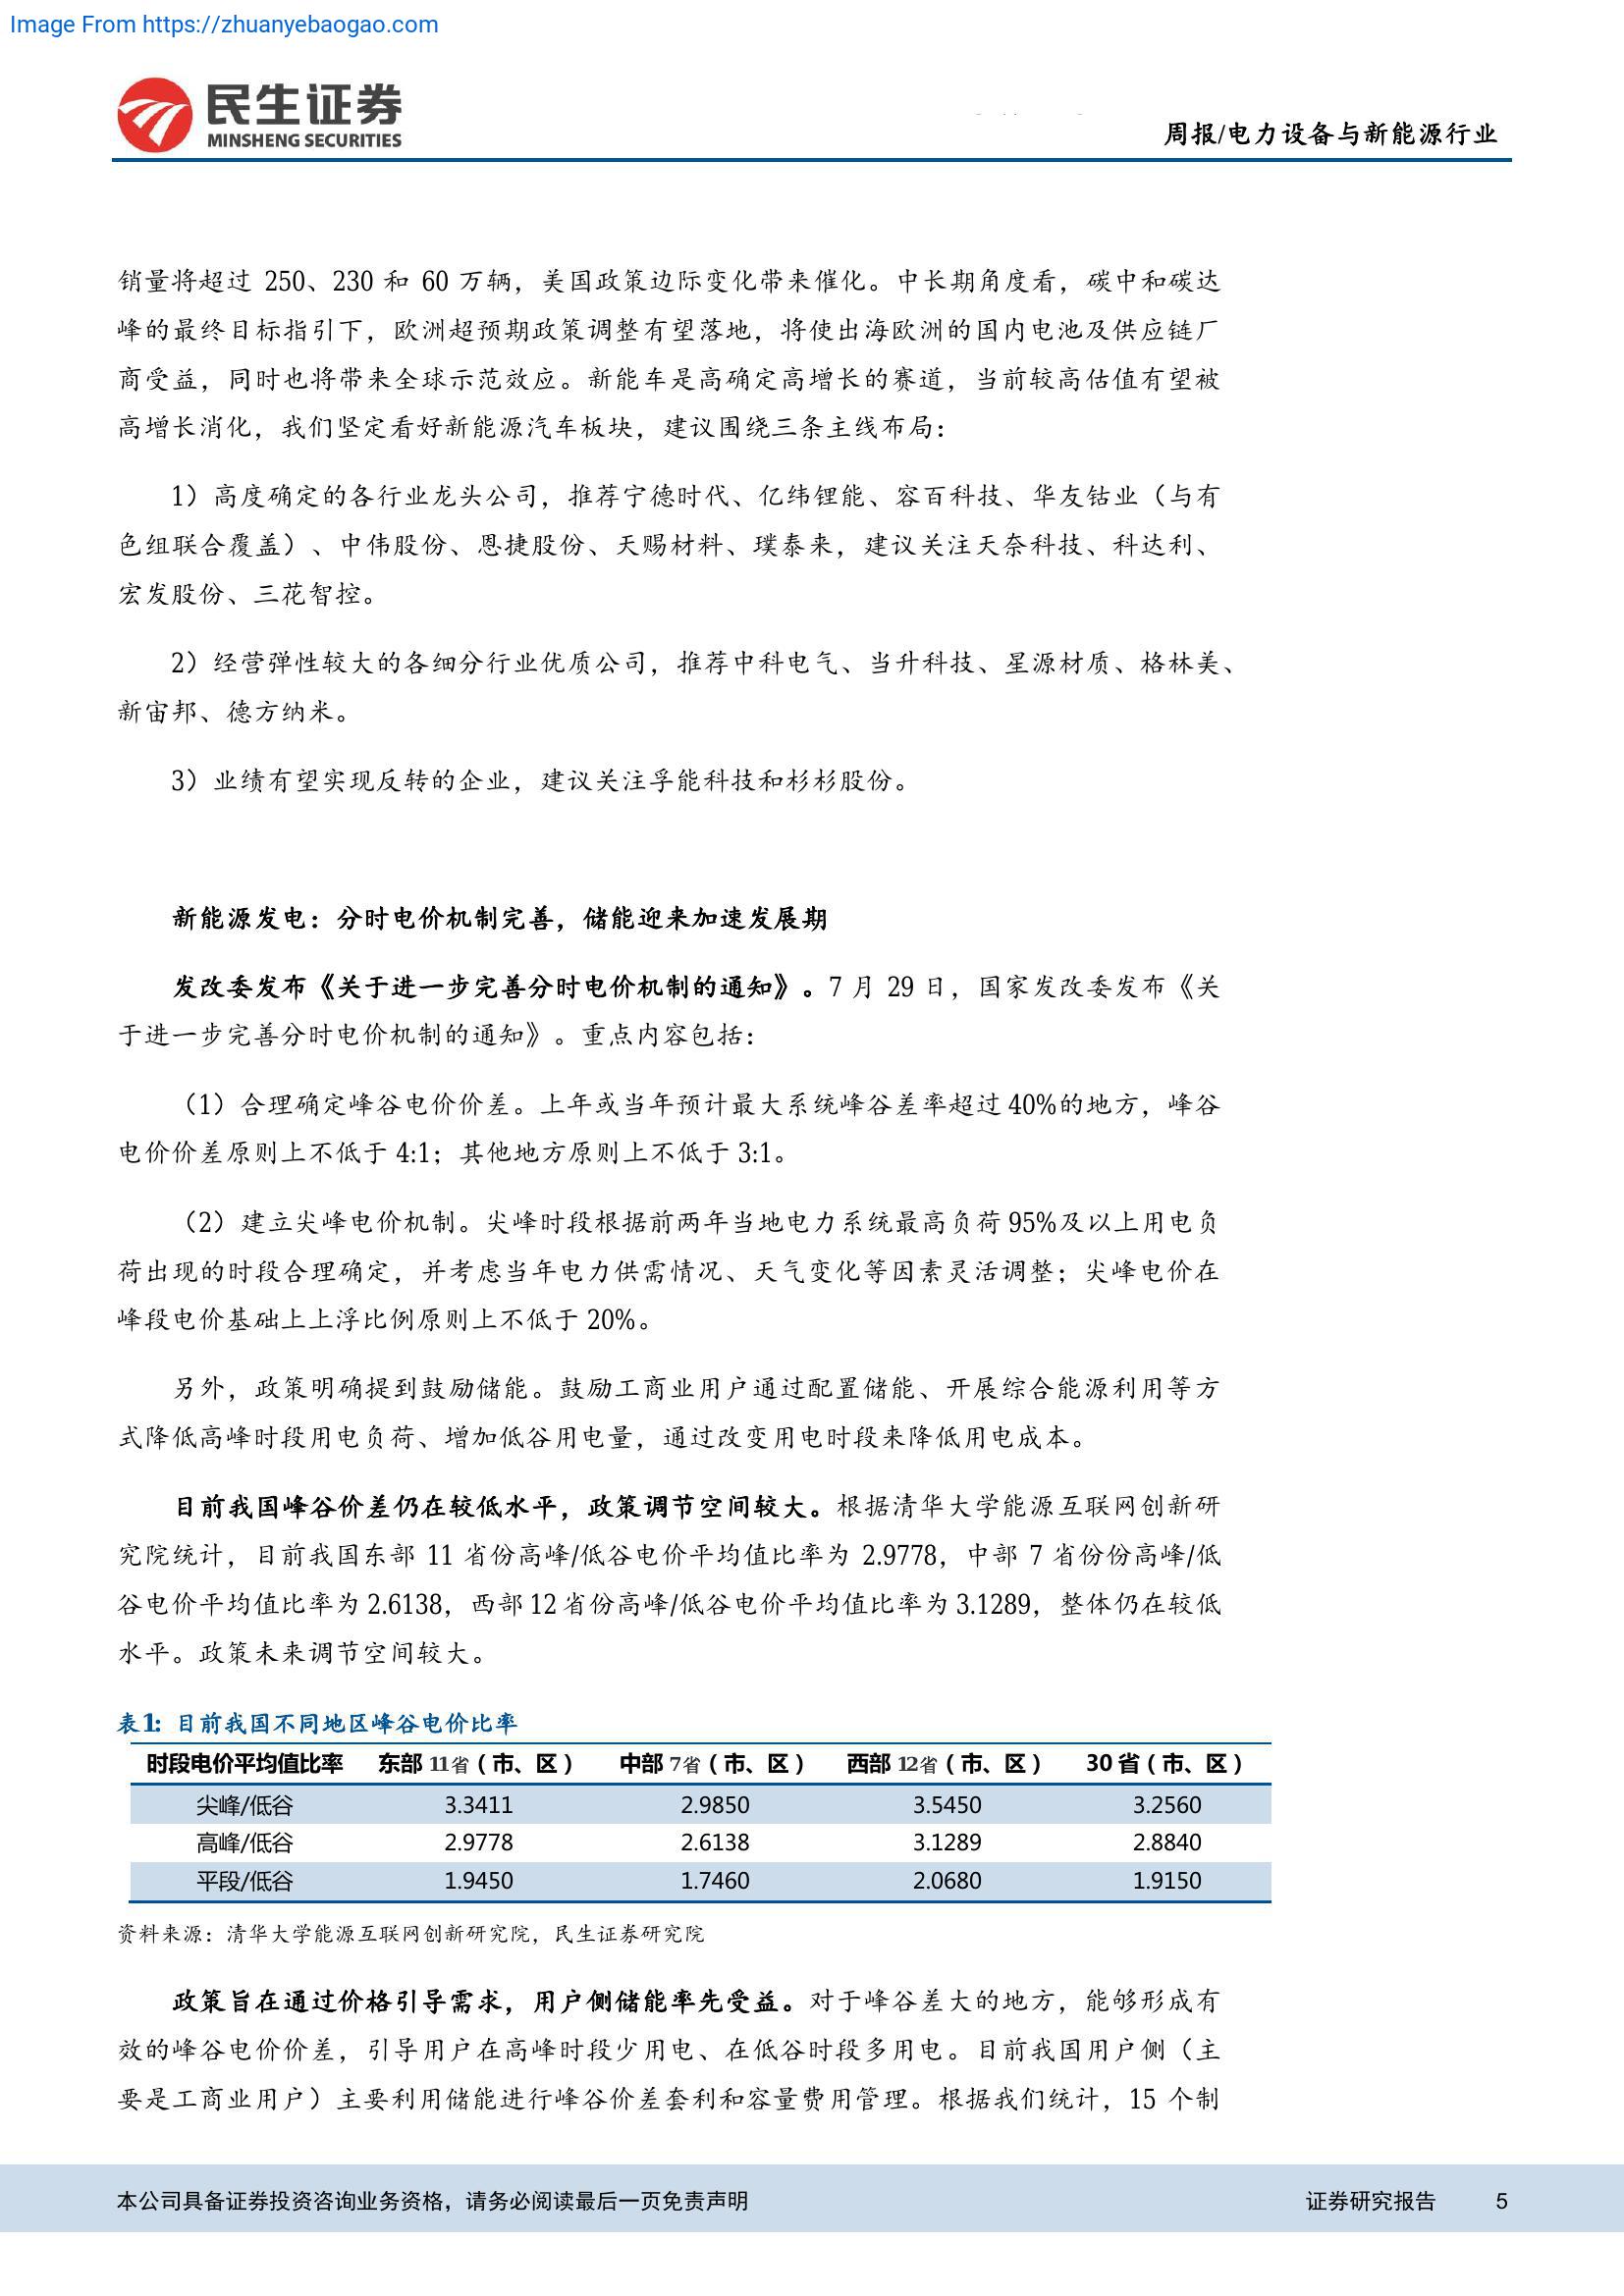 Image From https://zhuanyebaogao.com
民生证券
MINSHENG SECURITIES
周报/电力设备与新能源行业
销量将超过 250、230 和 60 万辆，美国政策边际变化带来催化。中长期角度看，碳中和碳达
峰的最终目标指引下，欧洲超预期政策调整有望落地，将使出海欧洲的国内电池及供应链厂
商受益，同时也将带来全球示范效应。新能车是高确定高增长的赛道，当前较高估值有望被
高增长消化，我们坚定看好新能源汽车板块，建议围绕三条主线布局：
1）高度确定的各行业龙头公司，推荐宁德时代、亿纬锂能、容百科技、华友钴业（与有
色组联合覆盖）、中伟股份、恩捷股份、天赐材料、璞泰来，建议关注天奈科技、科达利、
宏发股份、三花智控。
2）经营弹性较大的各细分行业优质公司，推荐中科电气、当升科技、星源材质、格林美、
新宙邦、德方纳米。
3）业绩有望实现反转的企业，建议关注孚能科技和杉杉股份。
新能源发电：分时电价机制完善，储能迎来加速发展期
发改委发布《关于进一步完善分时电价机制的通知》。7 月 29 日，国家发改委发布《关
于进一步完善分时电价机制的通知》。重点内容包括：
（1）合理确定峰谷电价价差。上年或当年预计最大系统峰谷差率超过 40%的地方，峰谷
电价价差原则上不低于 4:1；其他地方原则上不低于 3:1。
（2）建立尖峰电价机制。尖峰时段根据前两年当地电力系统最高负荷 95%及以上用电负
荷出现的时段合理确定，并考虑当年电力供需情况、天气变化等因素灵活调整；尖峰电价在
峰段电价基础上上浮比例原则上不低于 20%。
另外，政策明确提到鼓励储能。鼓励工商业用户通过配置储能、开展综合能源利用等方
式降低高峰时段用电负荷、增加低谷用电量，通过改变用电时段来降低用电成本。
目前我国峰谷价差仍在较低水平，政策调节空间较大。根据清华大学能源互联网创新研
究院统计，目前我国东部 11 省份高峰/低谷电价平均值比率为 2.9778，中部 7 省份份高峰/低
谷电价平均值比率为 2.6138，西部 12 省份高峰/低谷电价平均值比率为 3.1289，整体仍在较低
水平。政策未来调节空间较大。
表1: 目前我国不同地区峰谷电价比率
时段电价平均值比率 东部 11省（市、区） 中部 7省（市、区） 西部 12省（市、区） 30 省（市、区）
尖峰/低谷 3.3411 2.9850 3.5450 3.2560
高峰/低谷 2.9778 2.6138 3.1289 2.8840
平段/低谷 1.9450 1.7460 2.0680 1.9150
资料来源：清华大学能源互联网创新研究院，民生证券研究院
政策旨在通过价格引导需求，用户侧储能率先受益。对于峰谷差大的地方，能够形成有
效的峰谷电价价差，引导用户在高峰时段少用电、在低谷时段多用电。目前我国用户侧（主
要是工商业用户）主要利用储能进行峰谷价差套利和容量费用管理。根据我们统计，15 个制
本公司具备证券投资咨询业务资格，请务必阅读最后一页免责声明 证券研究报告 5